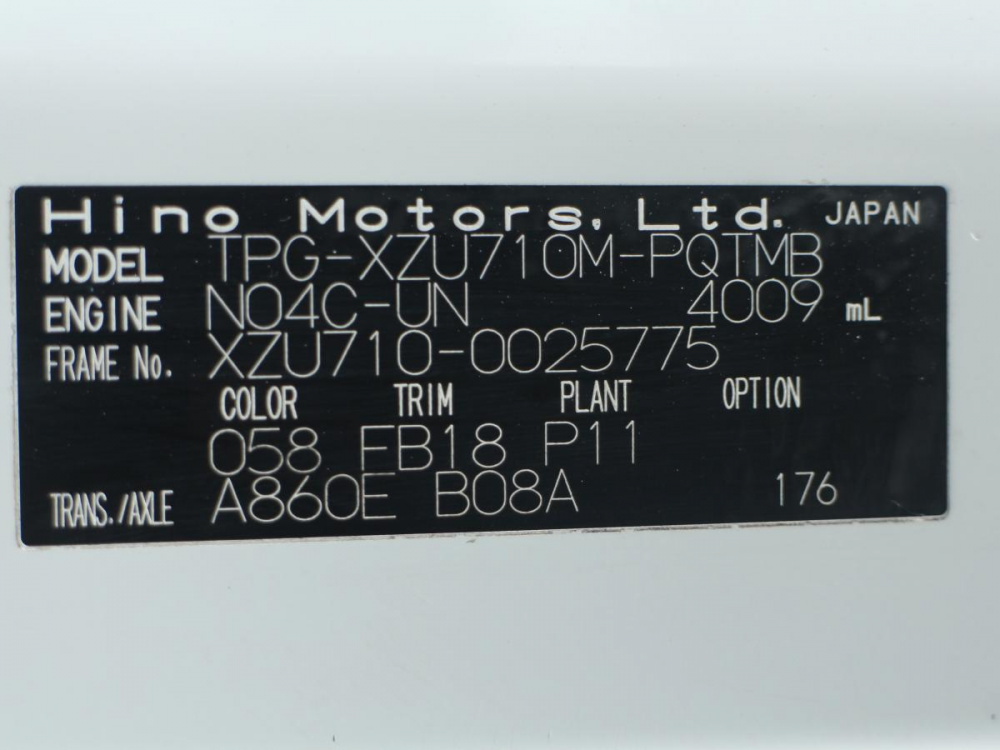 Hino Motors, Ltd. JAPAN
MODEL TPG-XZU710M-PQTMB
ENGINE N04C-UN 4009 mL
FRAME No. XZU710-0025775
COLOR TRIM PLANT OPTION
058 FB18 P11
TRANS./AXLE A860E B08A 176